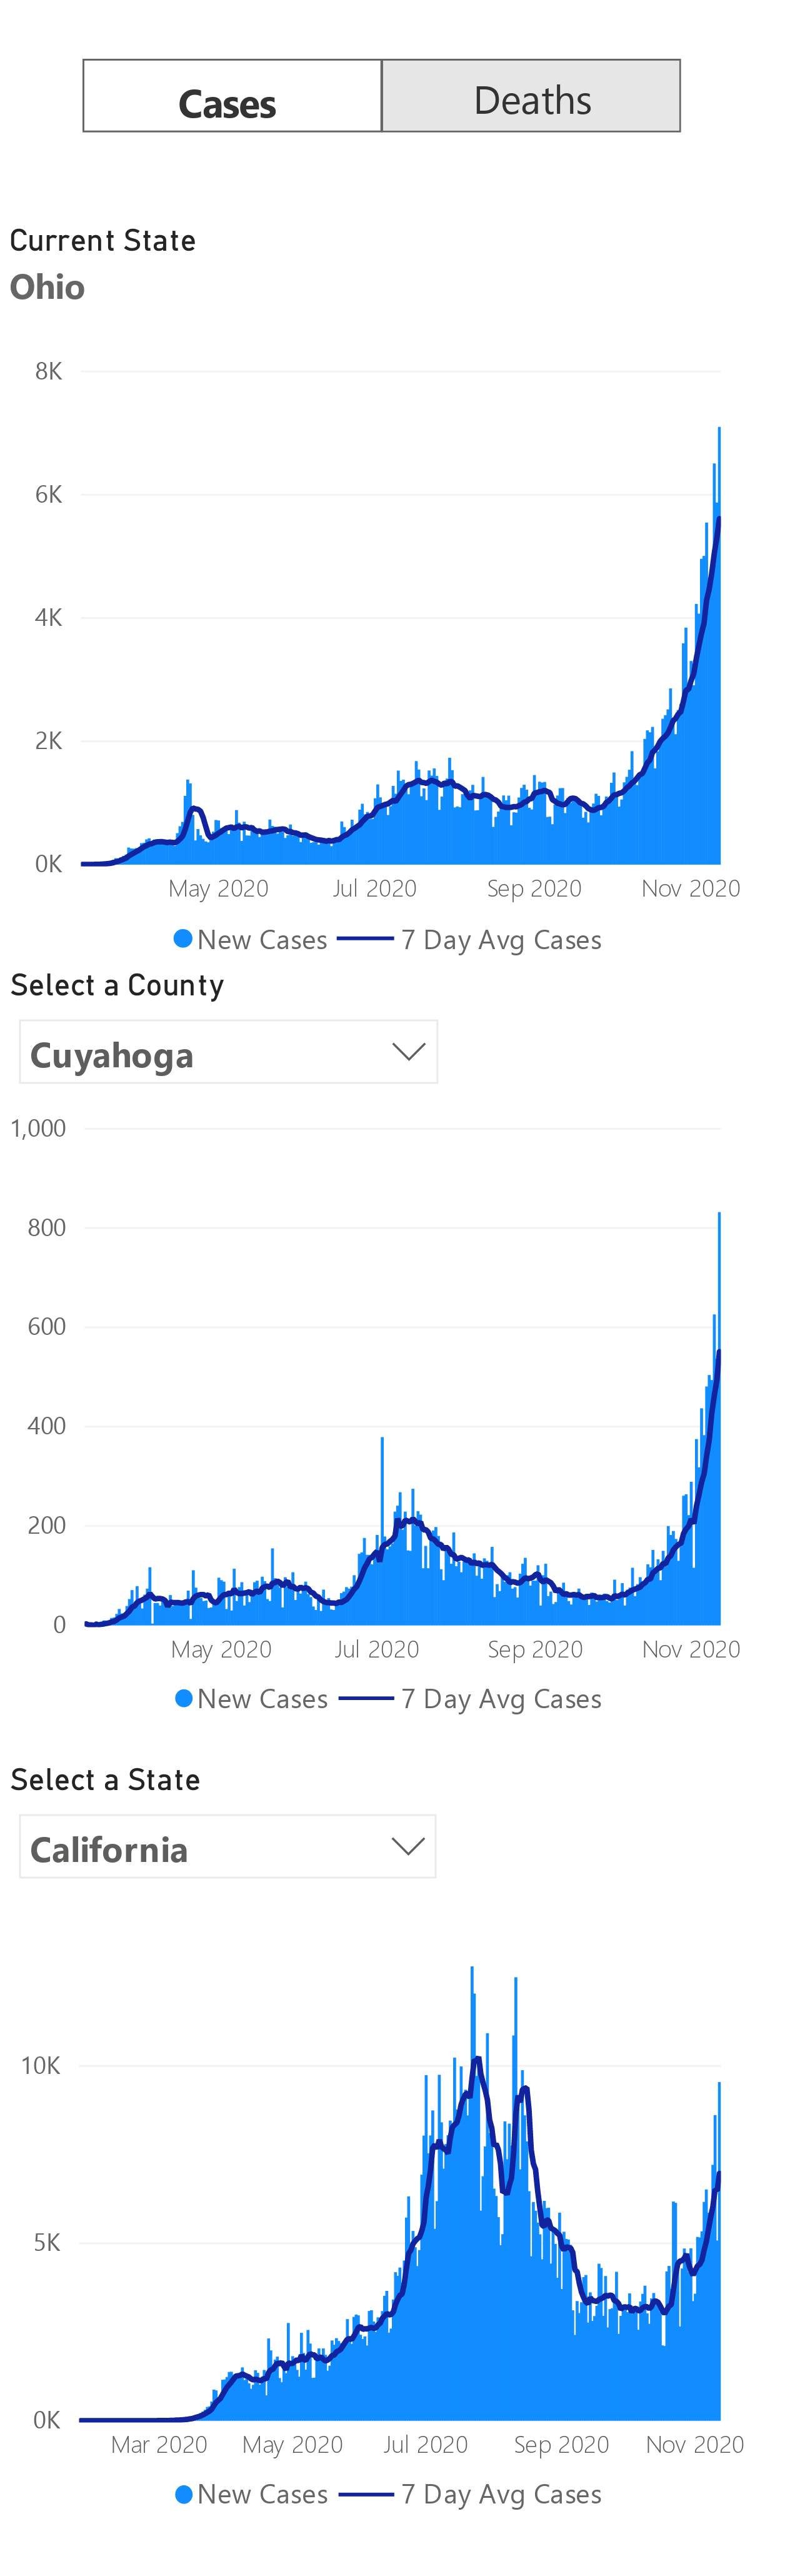 Cases Deaths
Current State
Ohio
8K
6K
4K
2K
0K
May 2020 Jul 2020 Sep 2020 Nov 2020
New Cases 7 Day Avg Cases
Select a County
Cuyahoga
1,000
800
600
400
200
0
May 2020 Jul 2020 Sep 2020 Nov 2020
New Cases 7 Day Avg Cases
Select a State
California
10K
5K
0K
Mar 2020 May 2020 Jul 2020 Sep 2020 Nov 2020
New Cases 7 Day Avg Cases